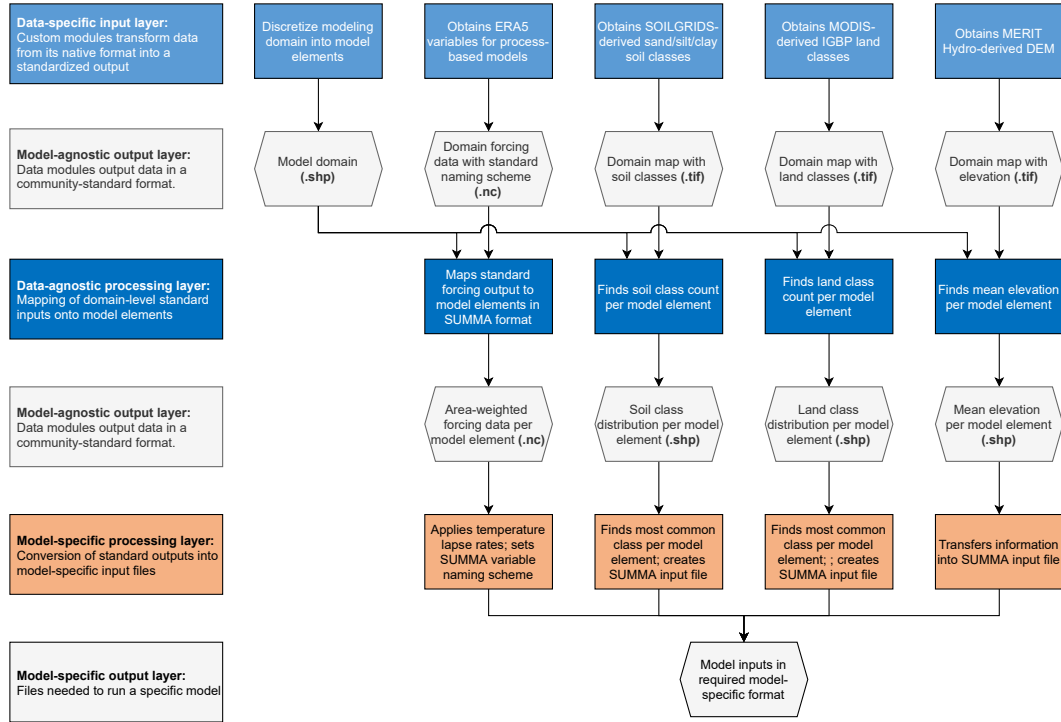 Data-specific input layer:
Custom modules transform data
from its native format into a
standardized output
Discretize modeling
domain into model
elements
Obtains ERA5
variables for process-
based models
Obtains SOILGRIDS-
derived sand/silt/clay
soil classes
Obtains MODIS-
derived IGBP land
classes
Obtains MERIT
Hydro-derived DEM
Model-agnostic output layer:
Data modules output data in a
community-standard format.
Model domain
(.shp)
Domain forcing
data with standard
naming scheme
(.nc)
Domain map with
soil classes (.tif)
Domain map with
land classes (.tif)
Domain map with
elevation (.tif)
Data-agnostic processing layer:
Mapping of domain-level standard
inputs onto model elements
Maps standard
forcing output to
model elements in
SUMMA format
Finds soil class count
per model element
Finds land class
count per model
element
Finds mean elevation
per model element
Model-agnostic output layer:
Data modules output data in a
community-standard format.
Area-weighted
forcing data per
model element (.nc)
Soil class
distribution per model
element (.shp)
Land class
distribution per model
element (.shp)
Mean elevation
per model element
(.shp)
Model-specific processing layer:
Conversion of standard outputs into
model-specific input files
Applies temperature
lapse rates; sets
SUMMA variable
naming scheme
Finds most common
class per model
element; creates
SUMMA input file
Finds most common
class per model
element; ; creates
SUMMA input file
Transfers information
into SUMMA input file
Model-specific output layer:
Files needed to run a specific model
Model inputs in
required model-
specific format